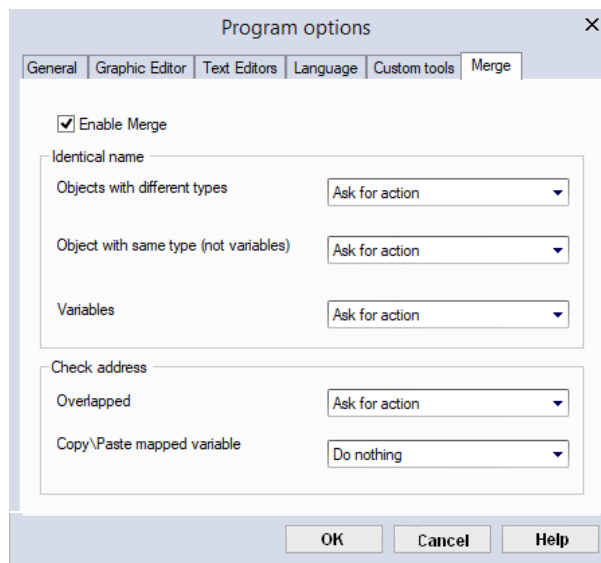 Program options
General Graphic Editor Text Editors Language Custom tools Merge
Enable Merge
Identical name
Objects with different types Ask for action
Object with same type (not variables) Ask for action
Variables Ask for action
Check address
Overlapped Ask for action
Copy\Paste mapped variable Do nothing
OK Cancel Help